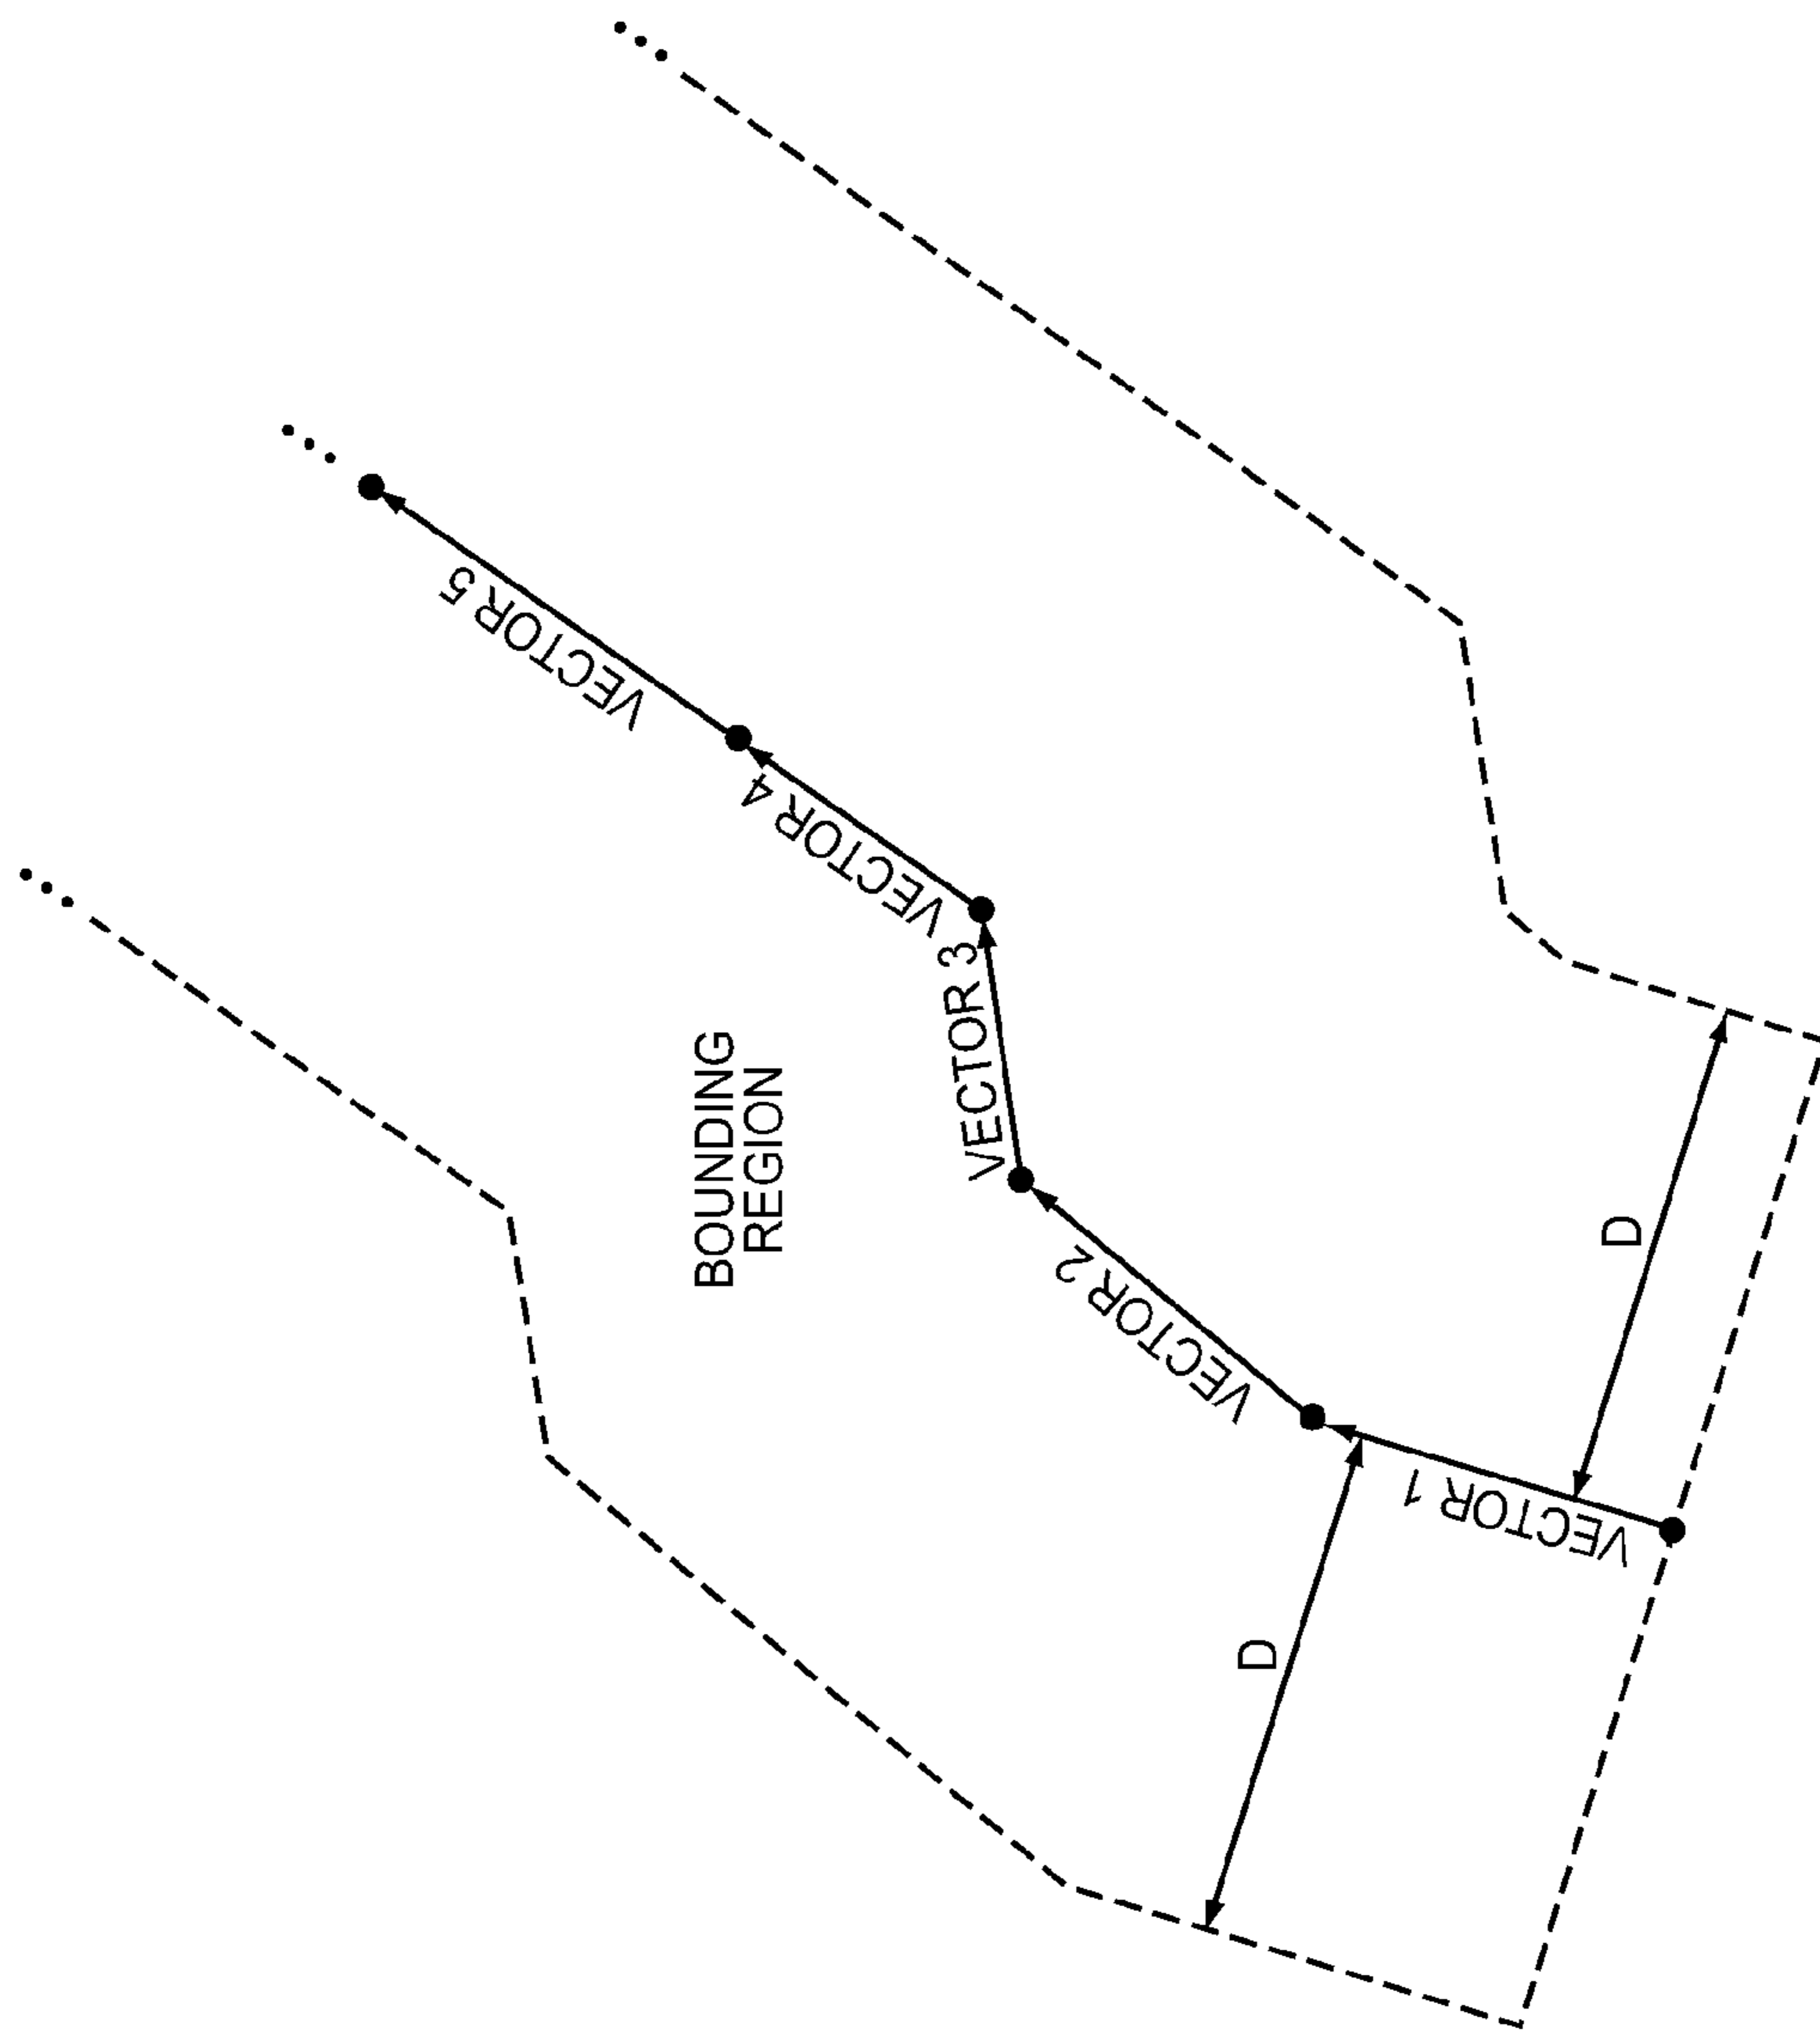 BOUNDING
REGION
VECTOR 1
VECTOR 2
VECTOR 3
VECTOR 4
VECTOR 5
D
D